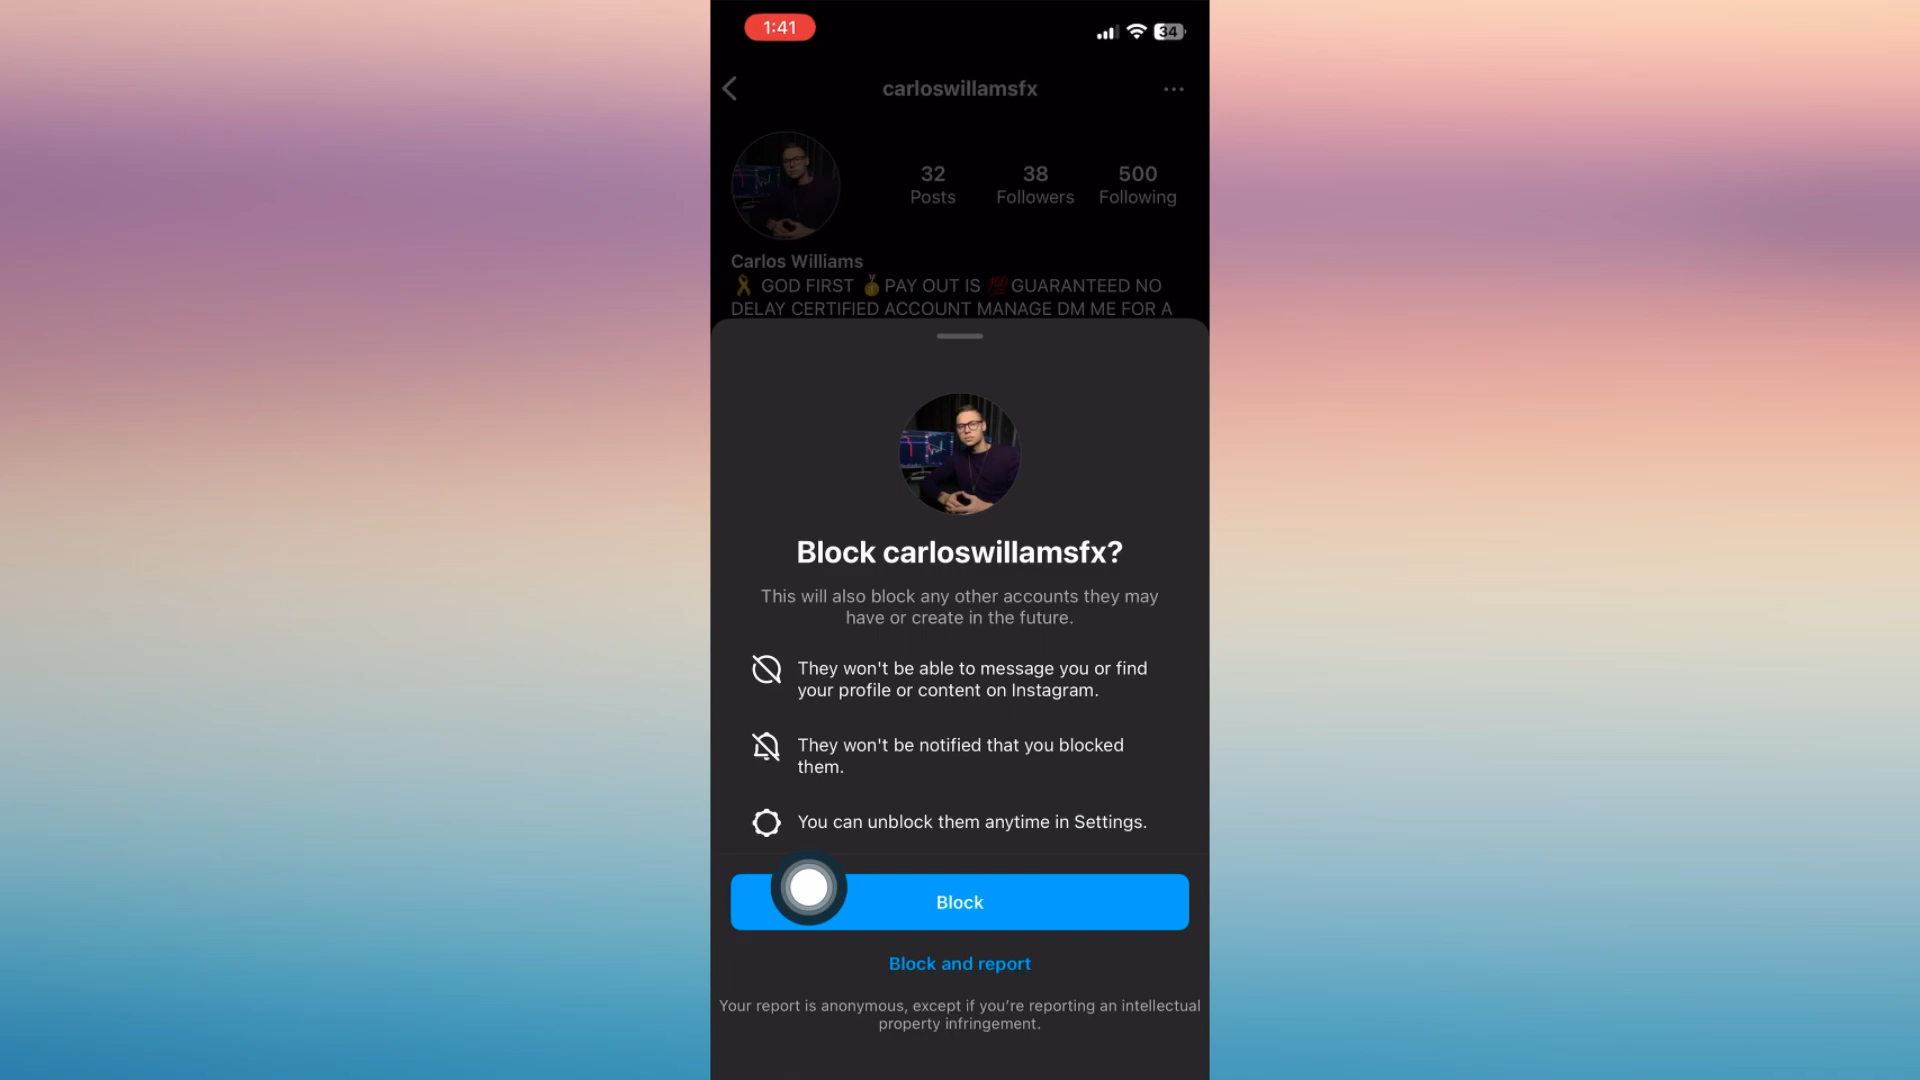 1:41
34
carloswillamsfx
32
38
500
Posts
Followers
Following
Carlos Williams
🎗 GOD FIRST 🥇PAY OUT IS 💯GUARANTEED NO
DELAY CERTIFIED ACCOUNT MANAGE DM ME FOR A
Block carloswillamsfx?
This will also block any other accounts they may
have or create in the future.
They won't be able to message you or find
your profile or content on Instagram.
They won't be notified that you blocked
them.
You can unblock them anytime in Settings.
Block
Block and report
Your report is anonymous, except if you’re reporting an intellectual
property infringement.